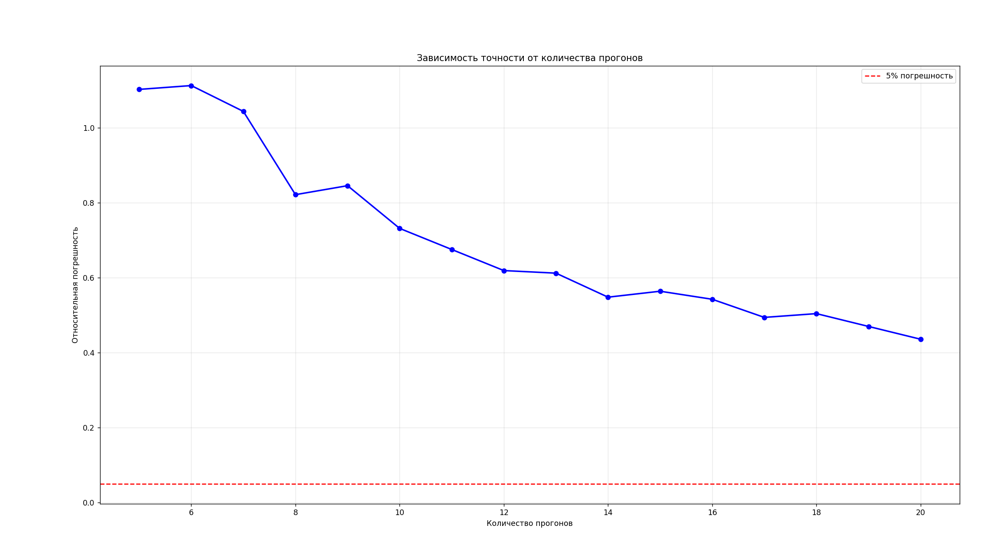 Зависимость точности от количества прогонов
5% погрешность
Относительная погрешность
1.0
0.8
0.6
0.4
0.2
0.0
6 8 10 12 14 16 18 20
Количество прогонов